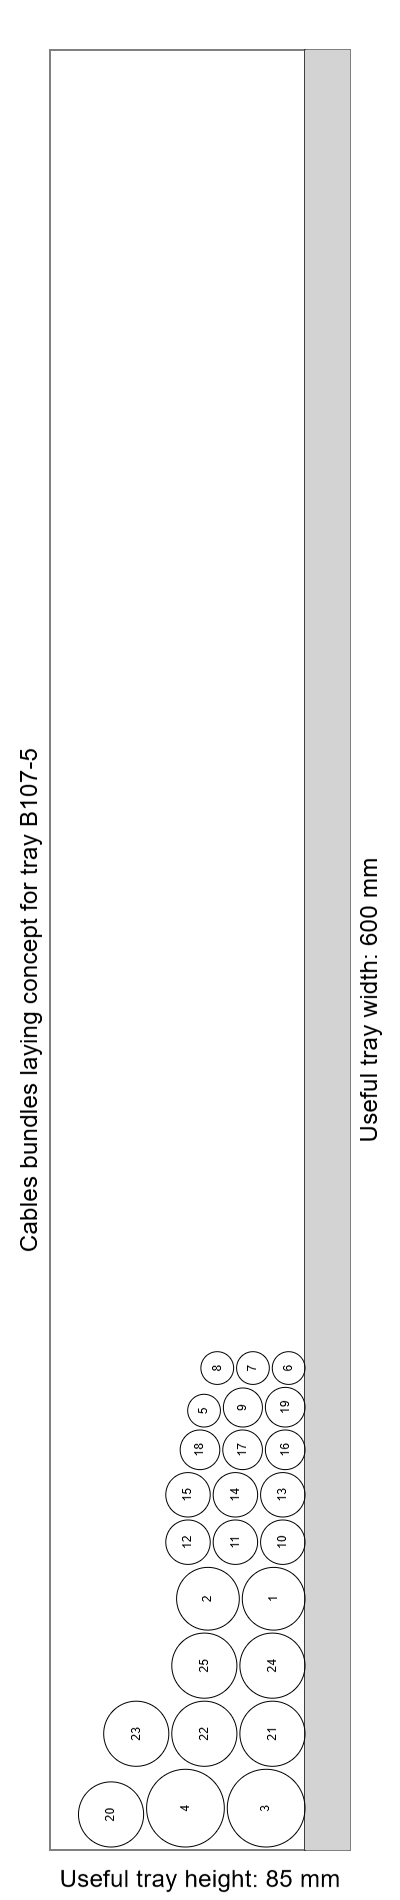 Cables bundles laying concept for tray B107-5
8 7 6
5 9 19
18 17 16
15 14 13
12 11 10
2 1
25 24
23 22 21
20 4 3
Useful tray width: 600 mm
Useful tray height: 85 mm